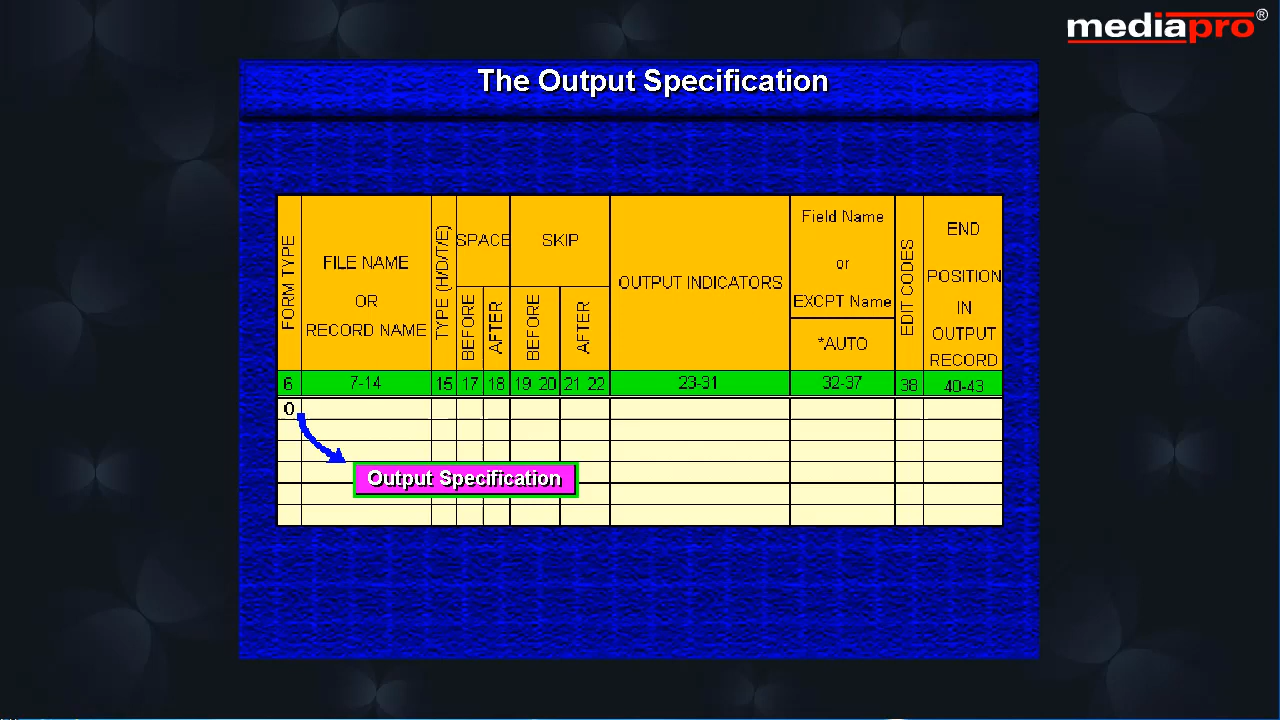 mediapro®
The Output Specification
FORM TYPE
FILE NAME
OR
RECORD NAME
TYPE (H/D/T/E)
SPACE
BEFORE
AFTER
SKIP
BEFORE
AFTER
OUTPUT INDICATORS
Field Name
or
EXCPT Name
*AUTO
EDIT CODES
END
POSITION
IN
OUTPUT
RECORD
6 7-14 15 17 18 19 20 21 22 23-31 32-37 38 40-43
O
Output Specification